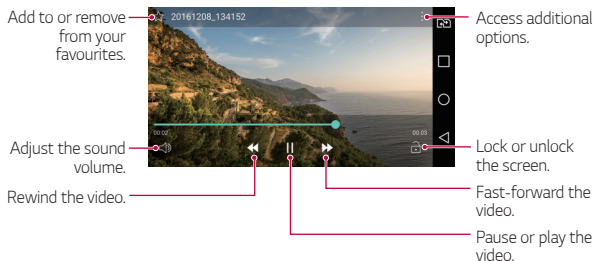 Add to or remove
from your
favourites.
20161208_134152
Access additional
options.
00:02
00:03
Adjust the sound
volume.
Lock or unlock
the screen.
Rewind the video.
Fast-forward the
video.
Pause or play the
video.